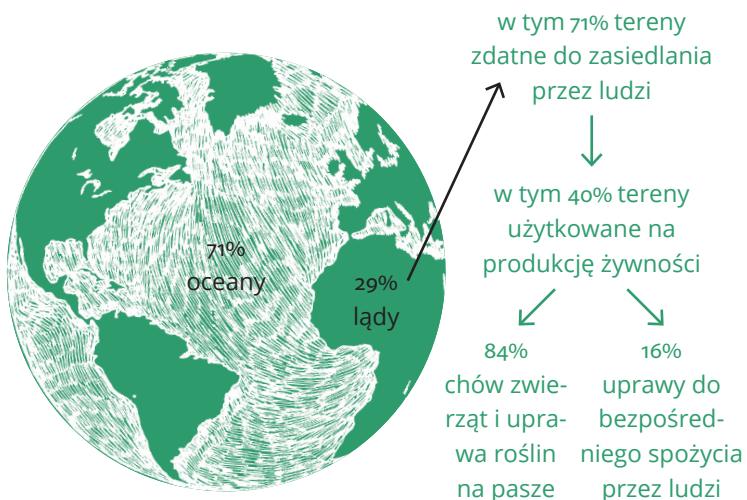 71%
oceany
29%
lądy
w tym 71% tereny
zdatne do zasiedlania
przez ludzi
w tym 40% tereny
użytkowane na
produkcję żywności
84%
chów zwie-
rząt i upra-
wa roślin
na pasze
16%
uprawy do
bezpośred-
niego spożycia
przez ludzi